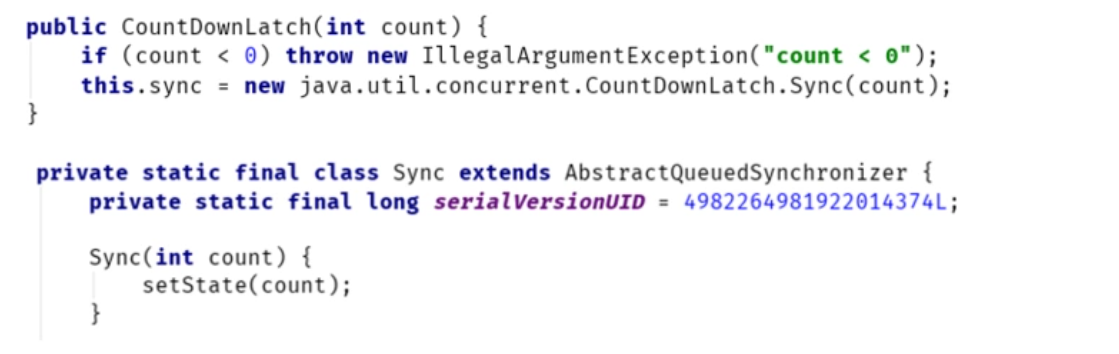 public CountDownLatch(int count) {
    if (count < 0) throw new IllegalArgumentException("count < 0");
    this.sync = new java.util.concurrent.CountDownLatch.Sync(count);
}
private static final class Sync extends AbstractQueuedSynchronizer {
    private static final long serialVersionUID = 4982264981922014374L;
    Sync(int count) {
        setState(count);
    }